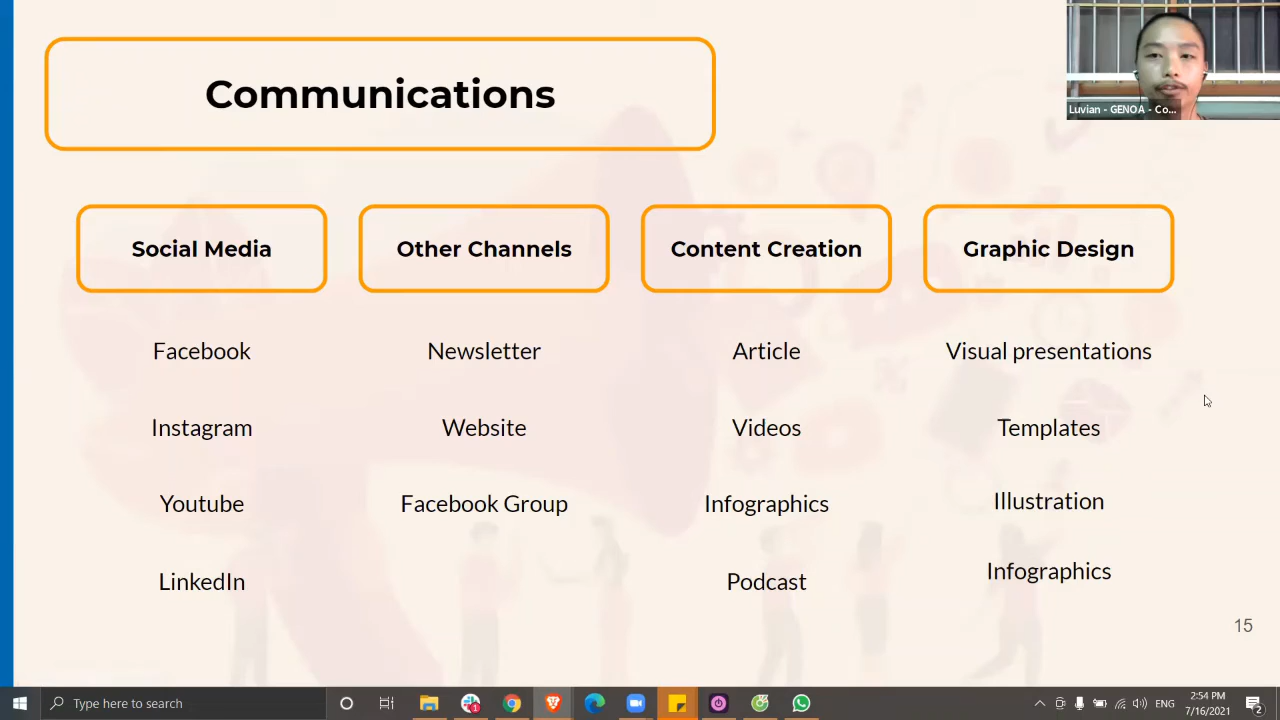 Communications
Luvian - GENOA - Co...
Social Media
Other Channels
Content Creation
Graphic Design
Facebook
Newsletter
Article
Visual presentations
Instagram
Website
Videos
Templates
Youtube
Facebook Group
Infographics
Illustration
LinkedIn
Podcast
Infographics
15
Type here to search
ENG
2:54 PM
7/16/2021
2